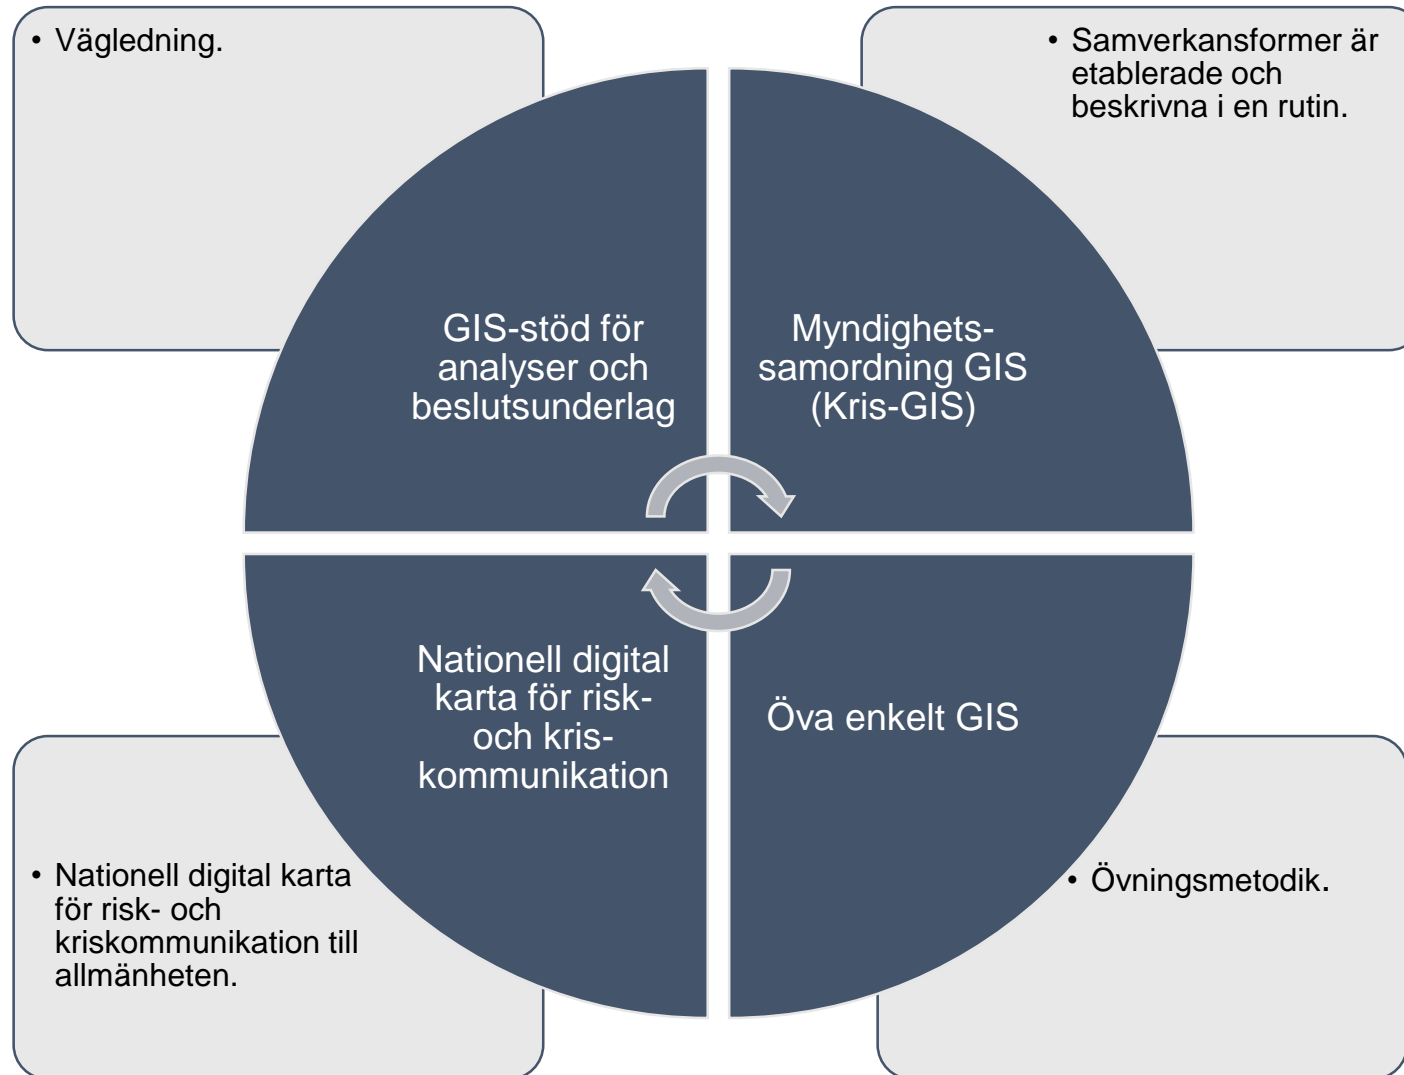 • Vägledning.
• Samverkansformer är
etablerade och
beskrivna i en rutin.
GIS-stöd för
analyser och
beslutsunderlag
Myndighets-
samordning GIS
(Kris-GIS)
Nationell digital
karta för risk-
och kris-
kommunikation
Öva enkelt GIS
• Nationell digital karta
för risk- och
kriskommunikation till
allmänheten.
• Övningsmetodik.